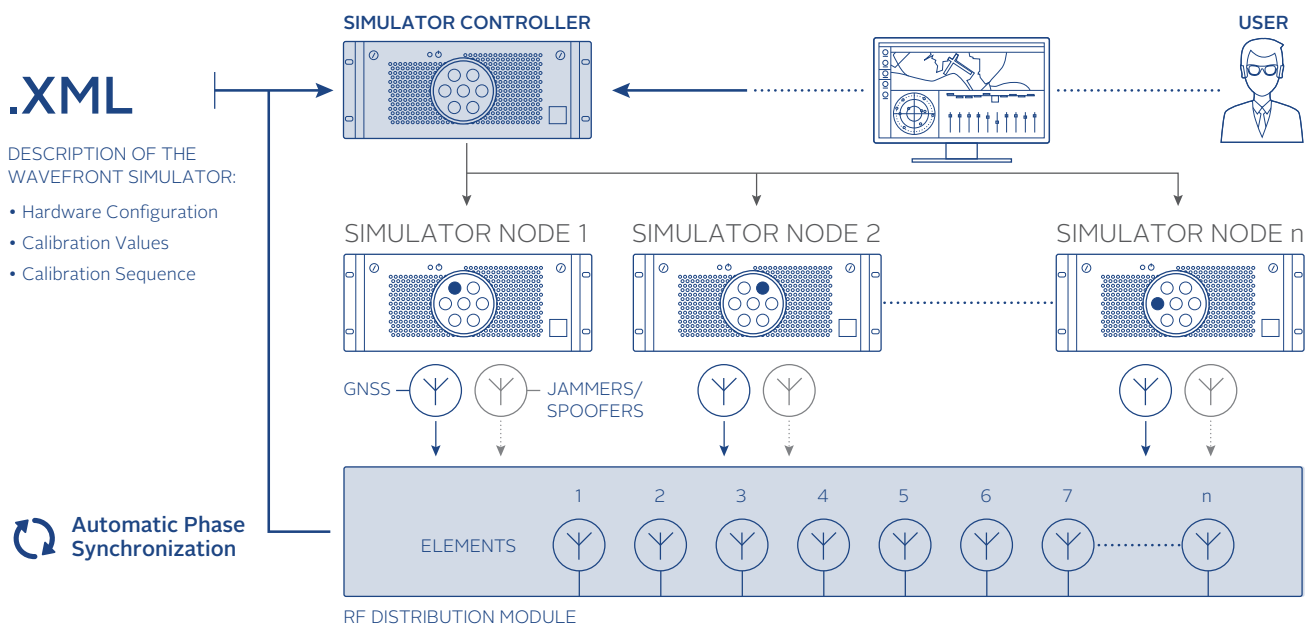 SIMULATOR CONTROLLER
USER
.XML
DESCRIPTION OF THE
WAVEFRONT SIMULATOR:
• Hardware Configuration
• Calibration Values
• Calibration Sequence
SIMULATOR NODE 1
SIMULATOR NODE 2
SIMULATOR NODE n
GNSS
JAMMERS/
SPOOFERS
Automatic Phase
Synchronization
ELEMENTS
1 2 3 4 5 6 7 n
RF DISTRIBUTION MODULE